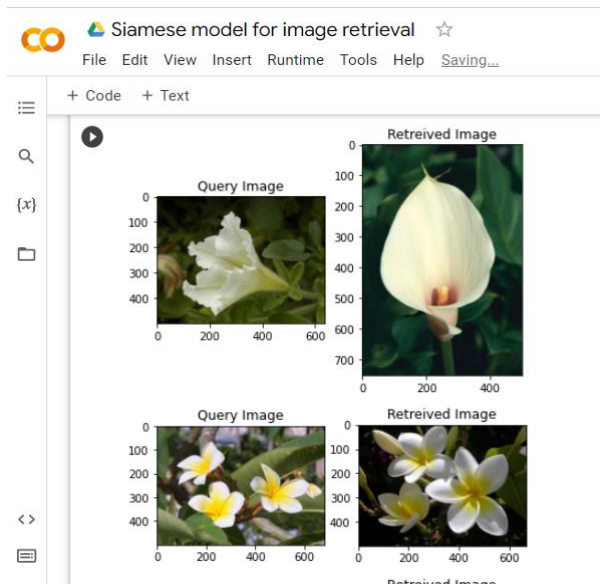 Siamese model for image retrieval
File Edit View Insert Runtime Tools Help Saving...
+ Code + Text
{x}
Retreived Image
0
100
200
300
400
500
600
700
0 200 400
Query Image
0
100
200
300
400
0 200 400 600
Query Image
0
100
200
300
400
0 200 400 600
Retreived Image
0
100
200
300
400
0 200 400 600
<>
Retreived Image